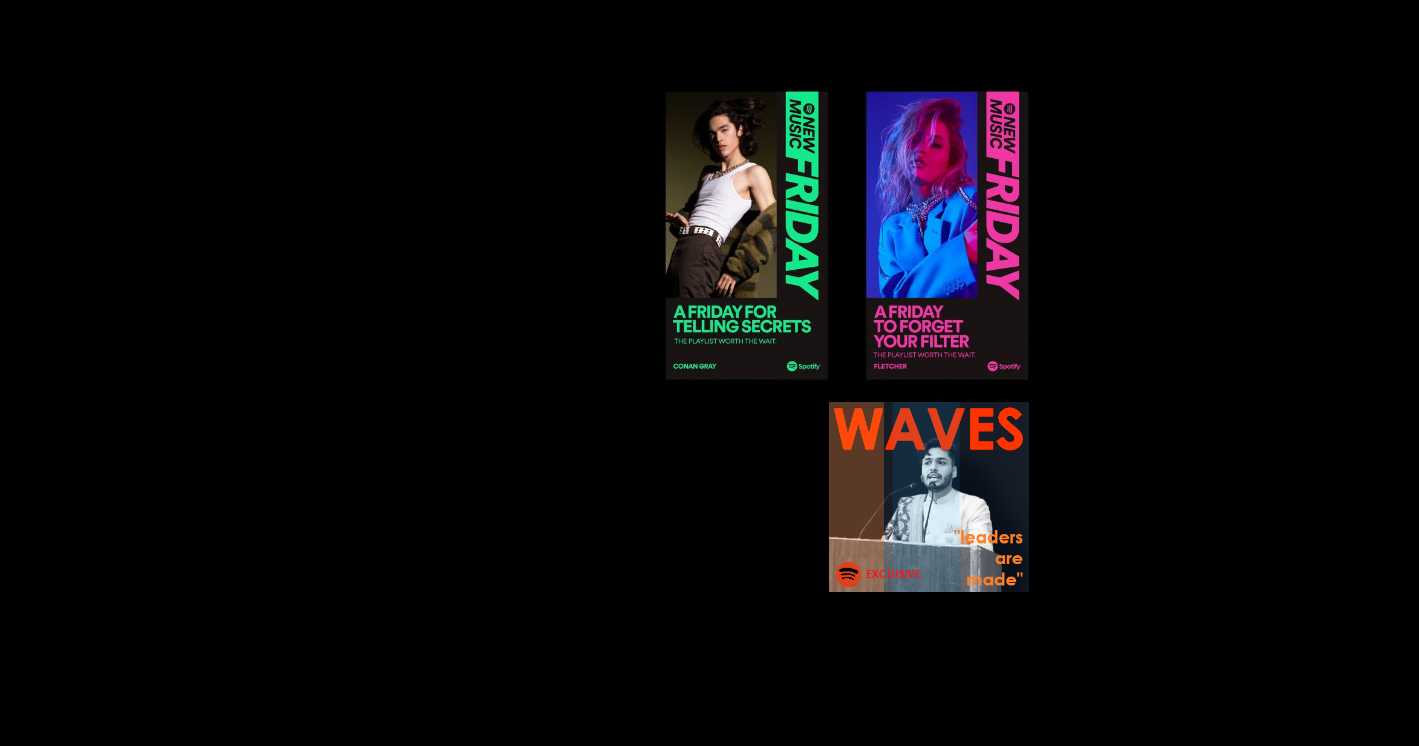 NEW
MUSIC
FRIDAY
A FRIDAY FOR
TELLING SECRETS
THE PLAYLIST WORTH THE WAIT.
CONAN GRAY
Spotify
NEW
MUSIC
FRIDAY
A FRIDAY
TO FORGET
YOUR FILTER
THE PLAYLIST WORTH THE WAIT.
FLETCHER
Spotify
WAVES
"leaders
are
made"
EXCLUSIVE